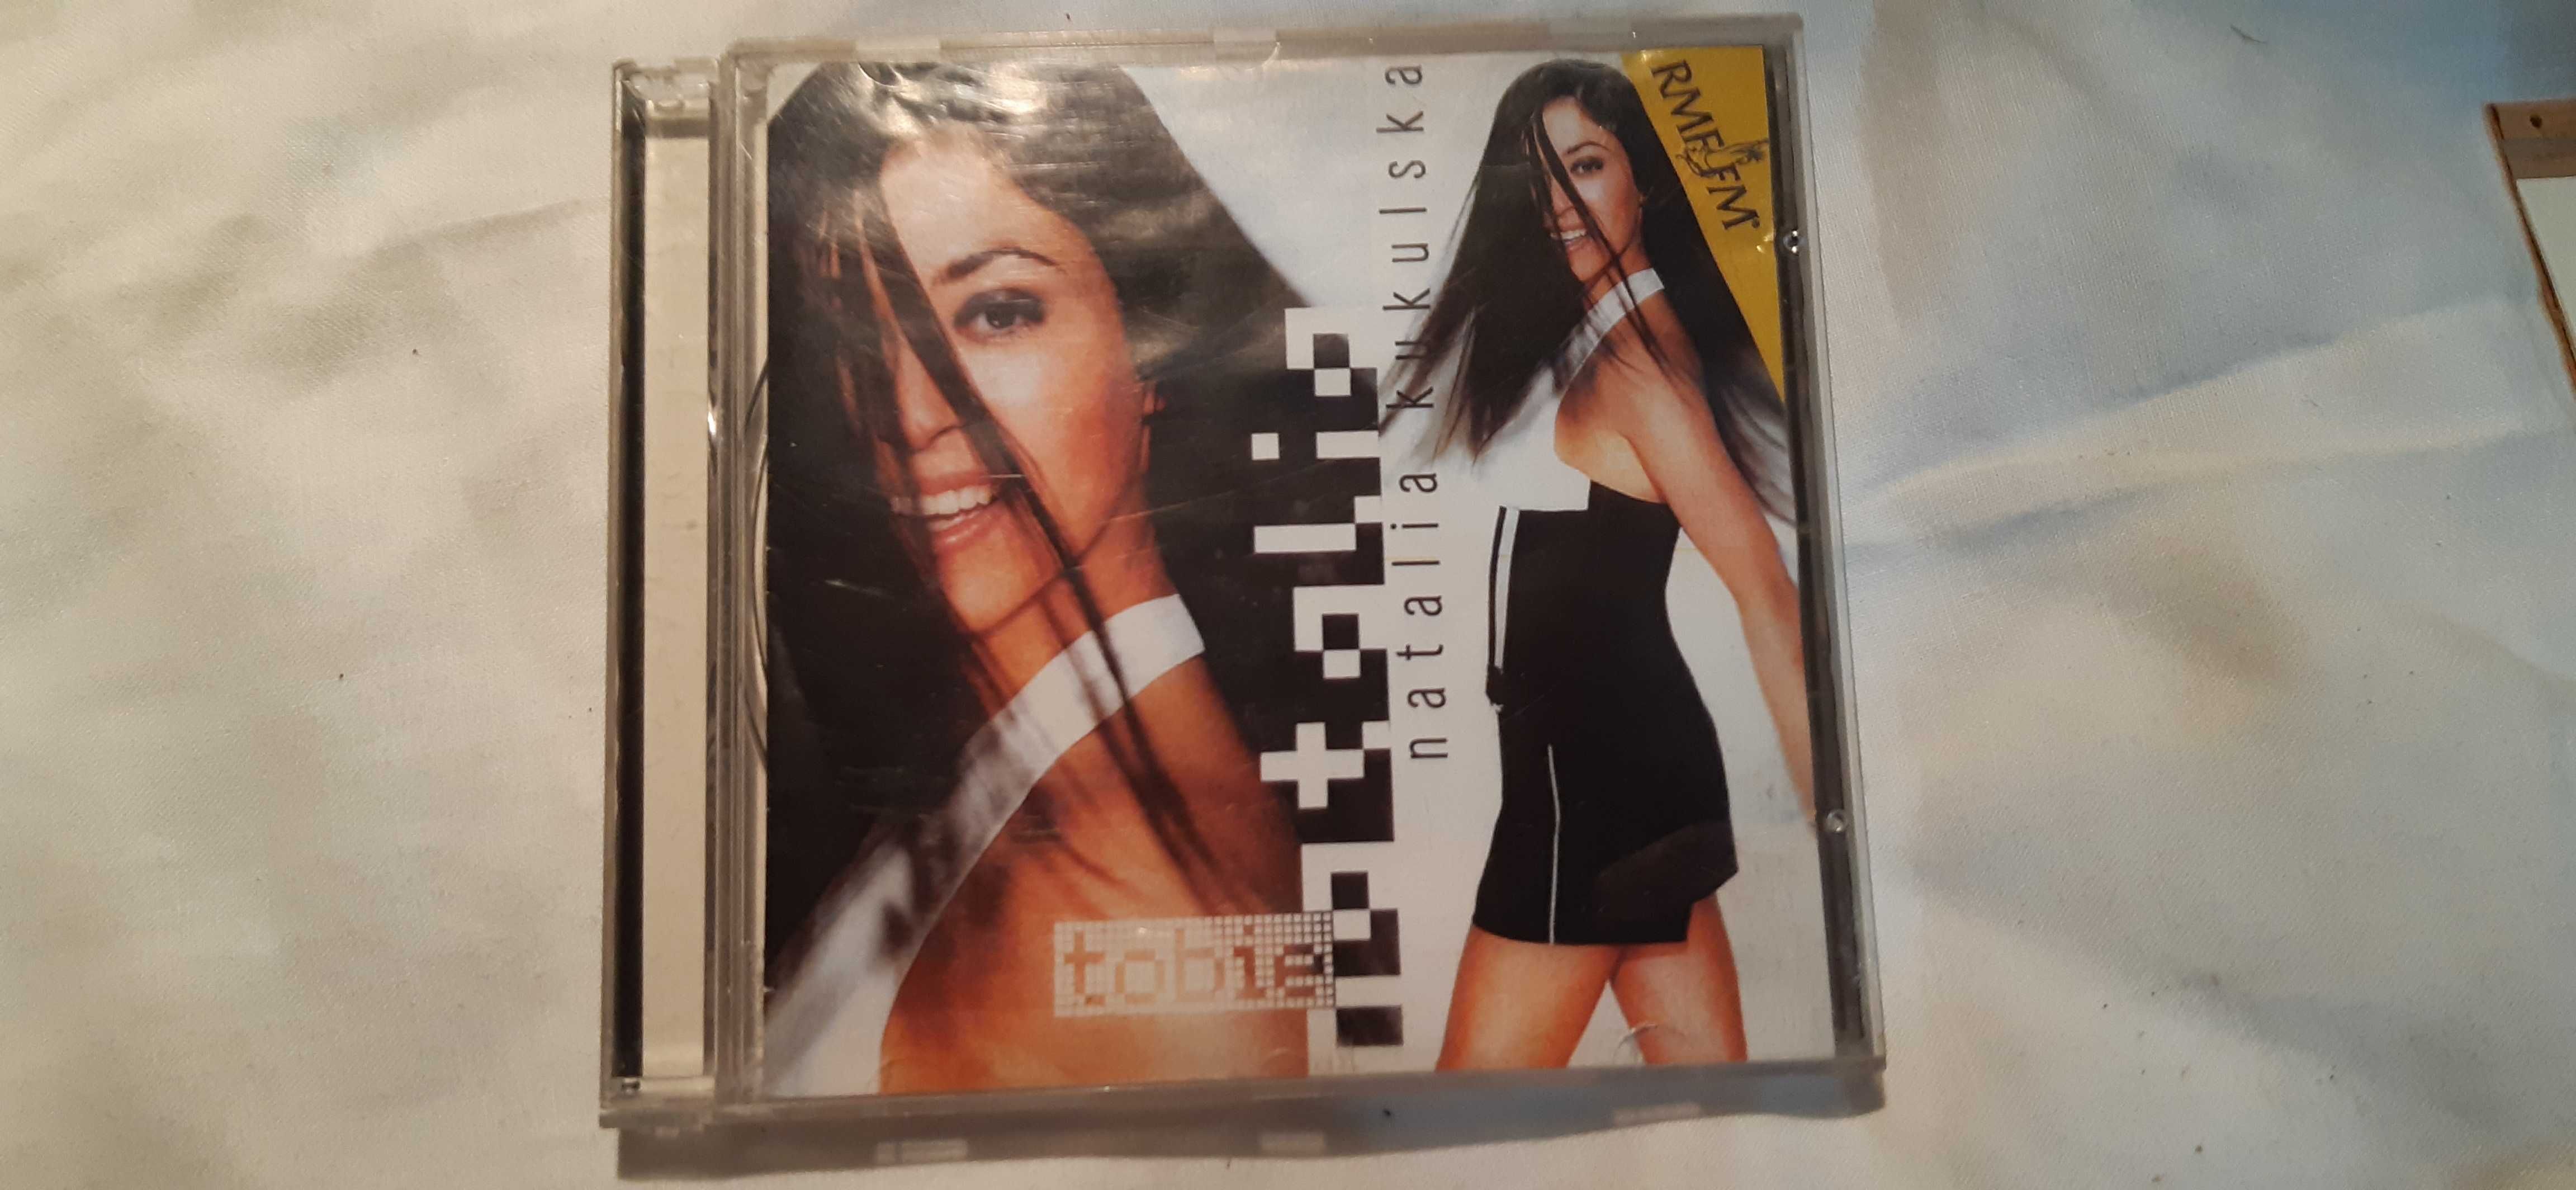 natalia
natalia kukulska
RMF FM
tobie